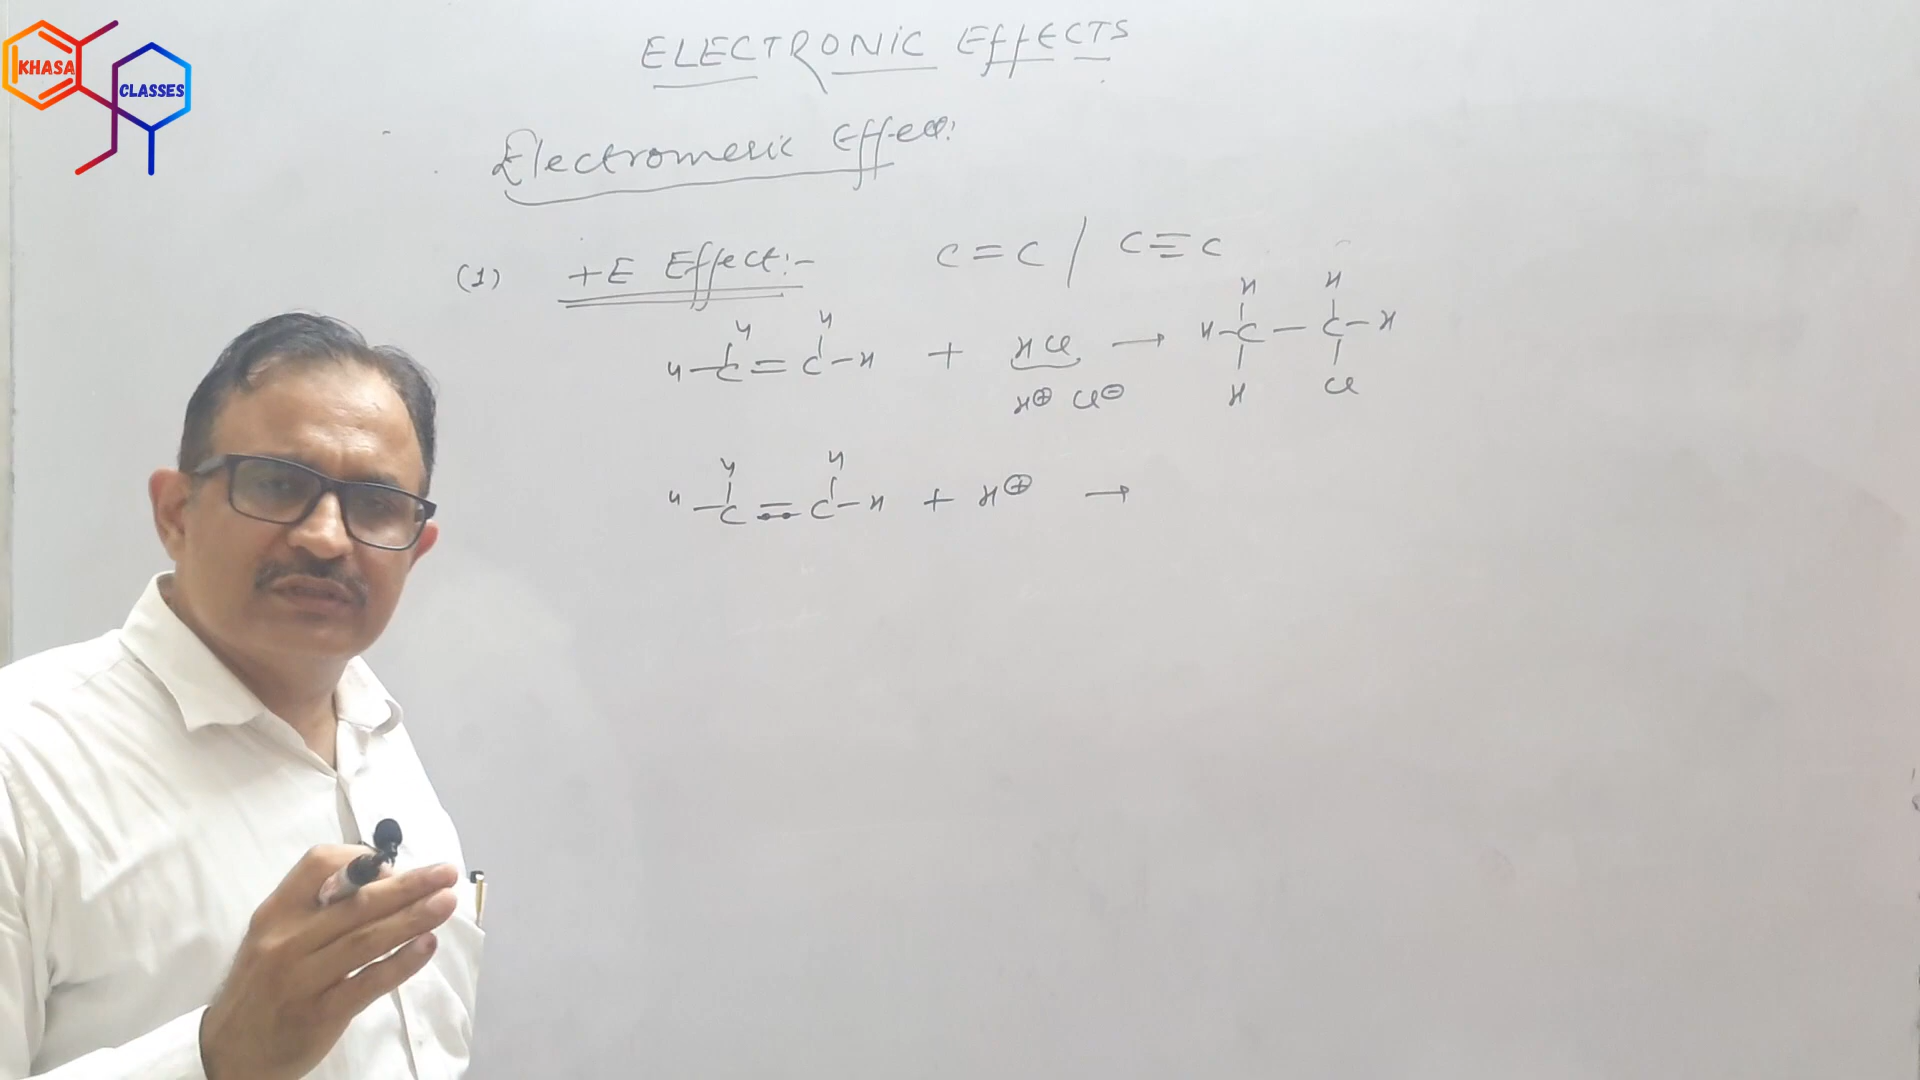 KHASA
CLASSES
ELECTRONIC EFFECTS
Electromeric Effect:
(1) +E Effect:- C=C / C≡C
H H H H
H-C=C-H + HCl → H-C-C-H
H⊕ Cl⊖ H Cl
H H
H-C=C-H + H⊕ →